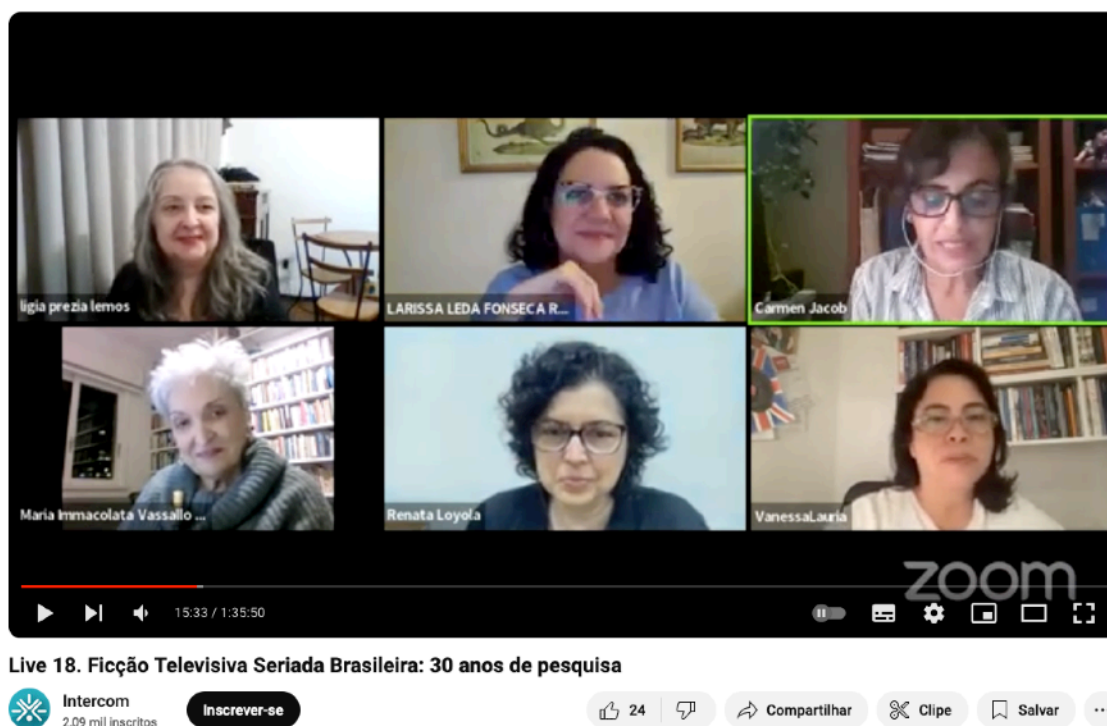 ligia prezia lemos
LARISSA LEDA FONSECA R...
Carmen Jacob
Maria Immacolata Vassallo ...
Renata Loyola
VanessaLauria
zoom
15:33 / 1:35:50
Live 18. Ficção Televisiva Seriada Brasileira: 30 anos de pesquisa
Intercom
2,09 mil inscritos
Inscrever-se
24
Compartilhar
Clipe
Salvar